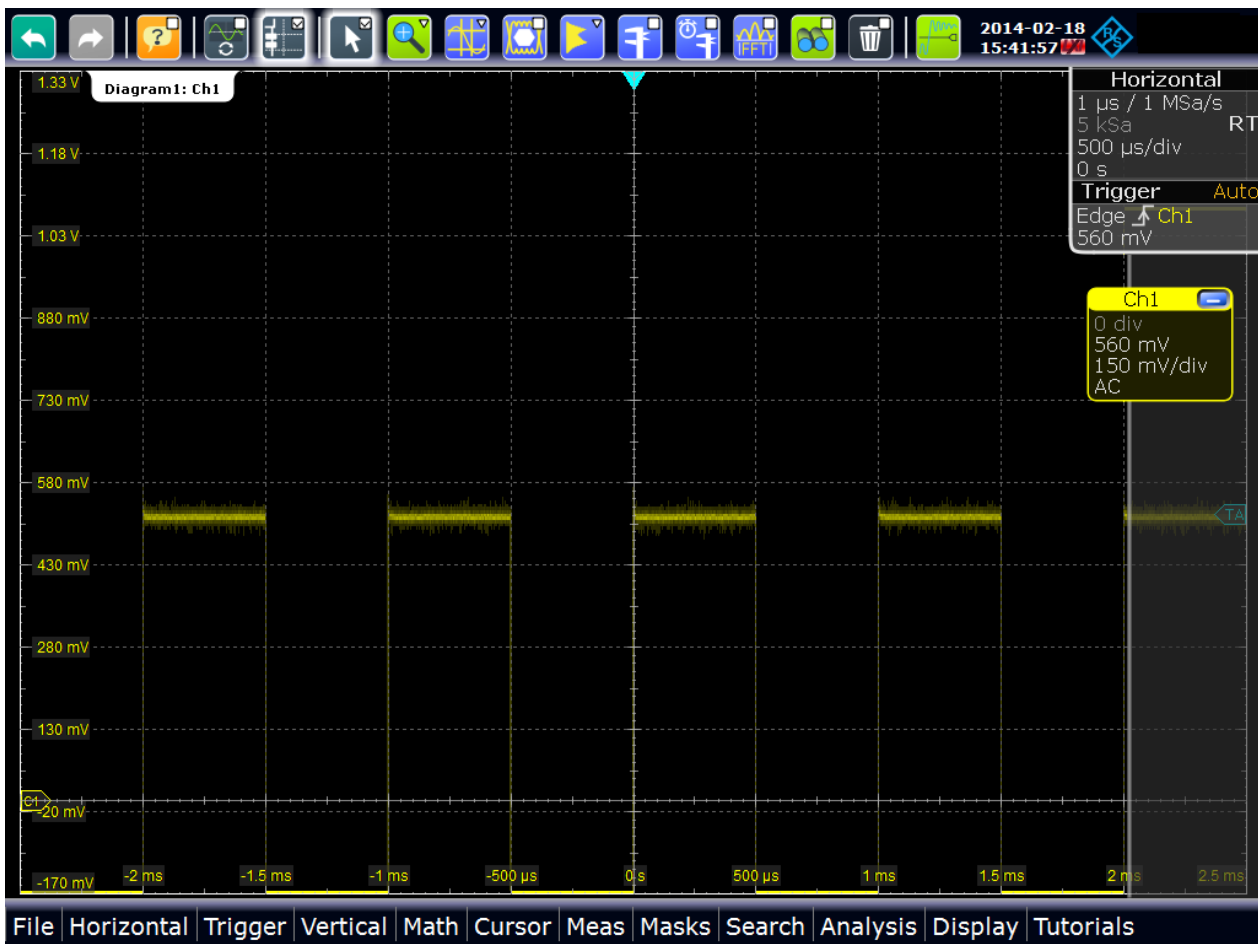 2014-02-18
15:41:57
R&S
Diagram1: Ch1
Horizontal
1 µs / 1 MSa/s
5 kSa RT
500 µs/div
0 s
Trigger Auto
Edge Ch1
560 mV
Ch1
0 div
560 mV
150 mV/div
AC
1.33 V
1.18 V
1.03 V
880 mV
730 mV
580 mV
430 mV
280 mV
130 mV
-20 mV
-170 mV
C1
TA
-2 ms -1.5 ms -1 ms -500 µs 0 s 500 µs 1 ms 1.5 ms 2 ms 2.5 ms
?
(FFT)
File Horizontal Trigger Vertical Math Cursor Meas Masks Search Analysis Display Tutorials